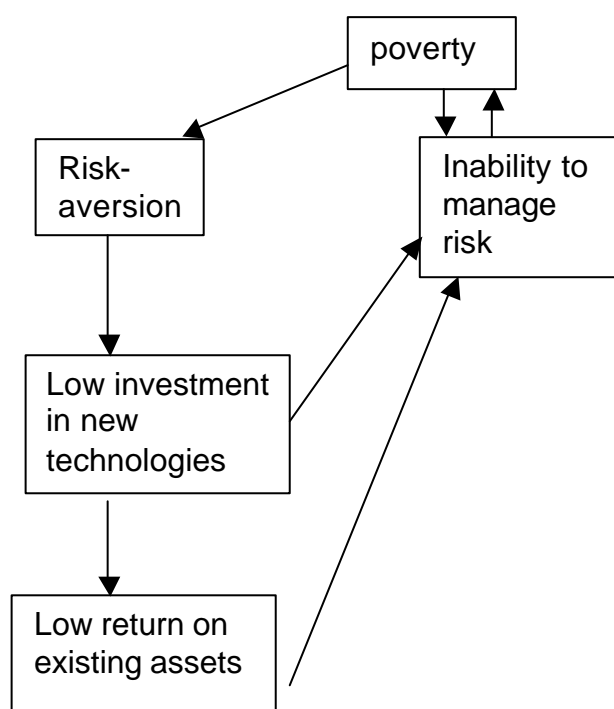 poverty
Risk-
aversion
Inability to
manage
risk
Low investment
in new
technologies
Low return on
existing assets